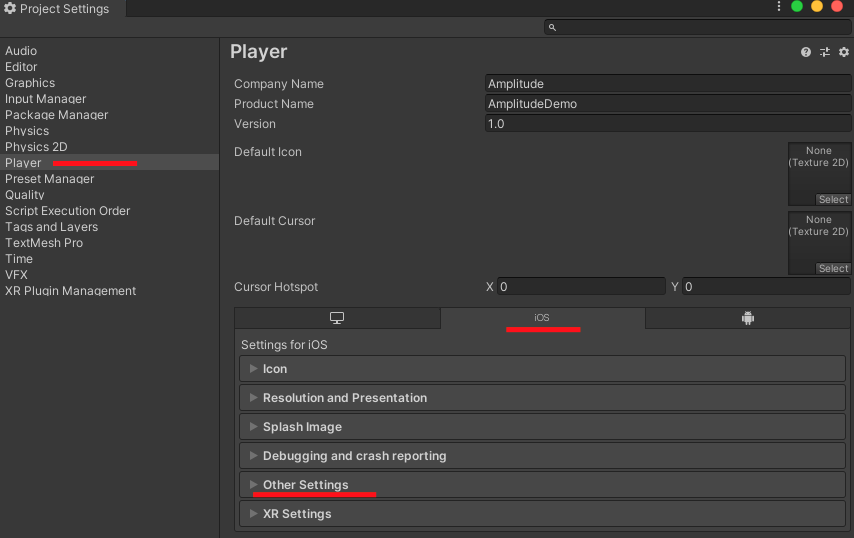 Project Settings
Audio
Editor
Graphics
Input Manager
Package Manager
Physics
Physics 2D
Player
Preset Manager
Quality
Script Execution Order
Tags and Layers
TextMesh Pro
Time
VFX
XR Plugin Management
Player
Company Name Amplitude
Product Name AmplitudeDemo
Version 1.0
Default Icon
None
(Texture 2D)
Select
Default Cursor
None
(Texture 2D)
Select
Cursor Hotspot X 0 Y 0
iOS
Settings for iOS
Icon
Resolution and Presentation
Splash Image
Debugging and crash reporting
Other Settings
XR Settings